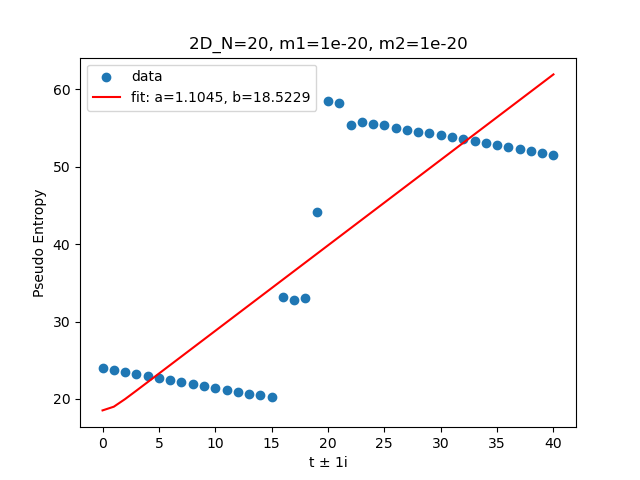 2D_N=20, m1=1e-20, m2=1e-20
data
fit: a=1.1045, b=18.5229
Pseudo Entropy
60
50
40
30
20
0 5 10 15 20 25 30 35 40
t ± 1i